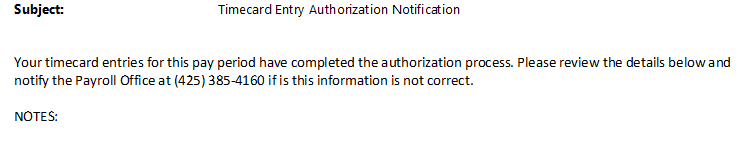 Subject: Timecard Entry Authorization Notification
Your timecard entries for this pay period have completed the authorization process. Please review the details below and
notify the Payroll Office at (425) 385-4160 if is this information is not correct.
NOTES: